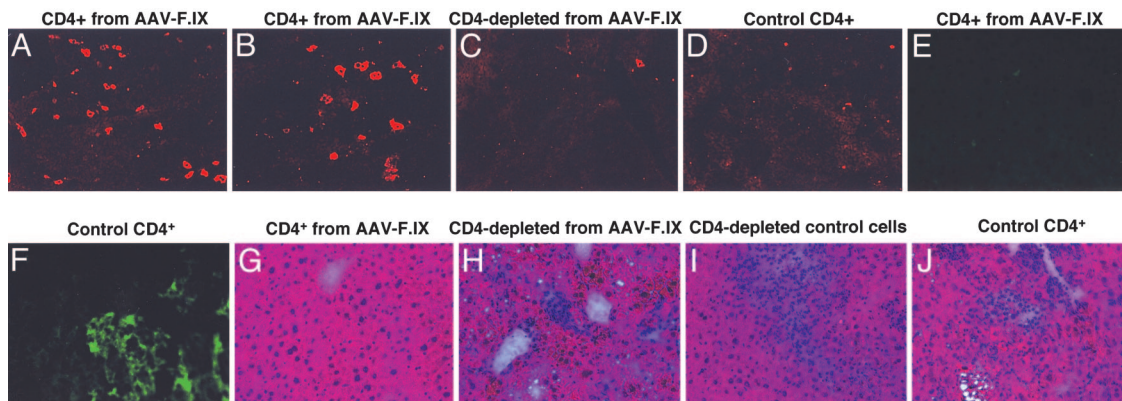 CD4+ from AAV-F.IX
CD4+ from AAV-F.IX
CD4-depleted from AAV-F.IX
Control CD4+
CD4+ from AAV-F.IX
A
B
C
D
E
Control CD4⁺
CD4⁺ from AAV-F.IX
CD4-depleted from AAV-F.IX
CD4-depleted control cells
Control CD4⁺
F
G
H
I
J